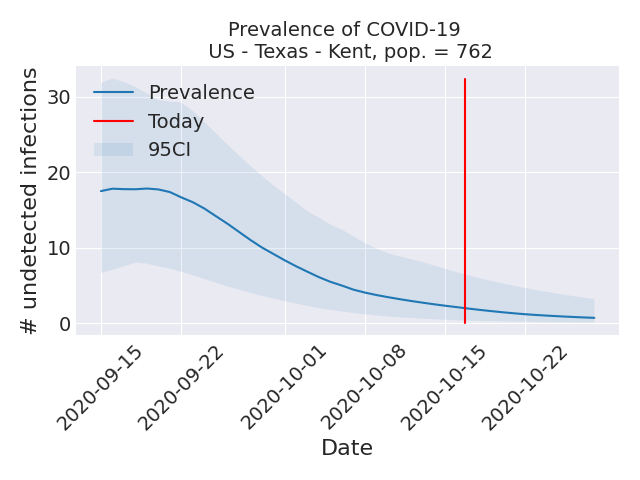 Prevalence of COVID-19
US - Texas - Kent, pop. = 762
# undetected infections
30
20
10
0
Prevalence
Today
95CI
2020-09-15
2020-09-22
2020-10-01
2020-10-08
2020-10-15
2020-10-22
Date